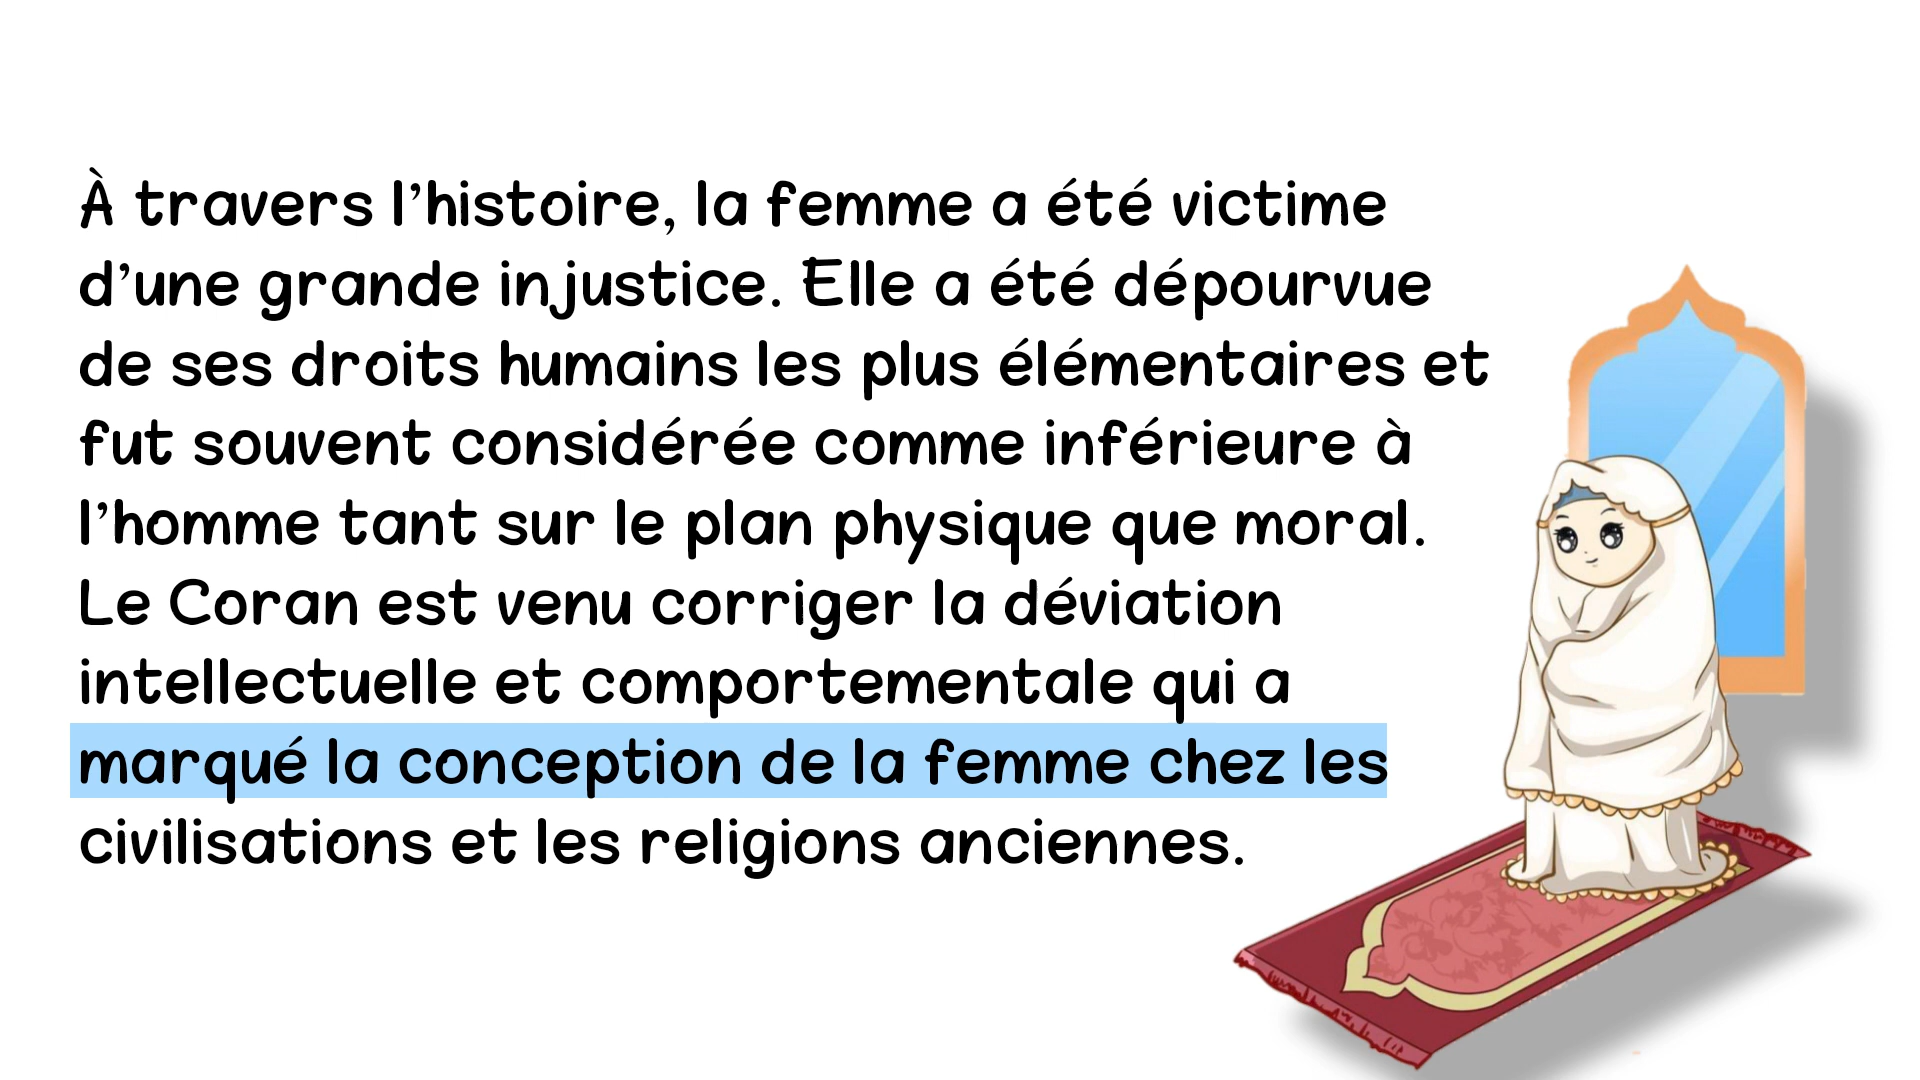 À travers l’histoire, la femme a été victime
d’une grande injustice. Elle a été dépourvue
de ses droits humains les plus élémentaires et
fut souvent considérée comme inférieure à
l’homme tant sur le plan physique que moral.
Le Coran est venu corriger la déviation
intellectuelle et comportementale qui a
marqué la conception de la femme chez les
civilisations et les religions anciennes.